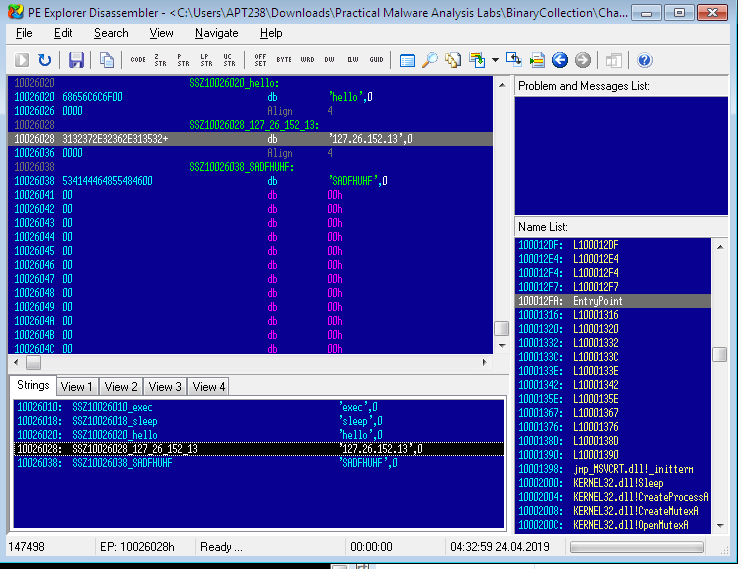 PE Explorer Disassembler - <C:\Users\APT238\Downloads\Practical Malware Analysis Labs\BinaryCollection\Cha...
File Edit Search View Navigate Help
CODE Z STR P STR L STR UC STR OFF SET BYTE WRD DW ILW GUID
10026020 SSZ10026020_hello:
10026020 68656C6C6F00 db 'hello',0
10026026 0000 Align 4
10026028 SSZ10026028_127_26_152_13:
10026028 3132372E32362E313532+ db '127.26.152.13',0
10026036 0000 Align 4
10026038 SSZ10026038_SADFHUHF:
10026038 534144464855484600 db 'SADFHUHF',0
10026041 00 db 00h
10026042 00 db 00h
10026043 00 db 00h
10026044 00 db 00h
10026045 00 db 00h
10026046 00 db 00h
10026047 00 db 00h
10026048 00 db 00h
10026049 00 db 00h
1002604A 00 db 00h
1002604B 00 db 00h
1002604C 00 db 00h
Problem and Messages List:
Name List:
100012DF: L100012DF
100012E4: L100012E4
100012F4: L100012F4
100012F7: L100012F7
100012FA: EntryPoint
10001316: L10001316
10001320: L10001320
10001332: L10001332
1000133C: L1000133C
1000133E: L1000133E
10001342: L10001342
1000135E: L1000135E
10001367: L10001367
10001376: L10001376
1000138D: L1000138D
10001390: L10001390
10001398: jmp_MSVCRT.dll!_initterm
10002000: KERNEL32.dll!Sleep
10002004: KERNEL32.dll!CreateProcessA
10002008: KERNEL32.dll!CreateMutexA
1000200C: KERNEL32.dll!OpenMutexA
Strings View 1 View 2 View 3 View 4
10026010: SSZ10026010_exec 'exec',0
10026018: SSZ10026018_sleep 'sleep',0
10026020: SSZ10026020_hello 'hello',0
10026028: SSZ10026028_127_26_152_13 '127.26.152.13',0
10026038: SSZ10026038_SADFHUHF 'SADFHUHF',0
147498 EP: 10026028h Ready ... 00:00:00 04:32:59 24.04.2019